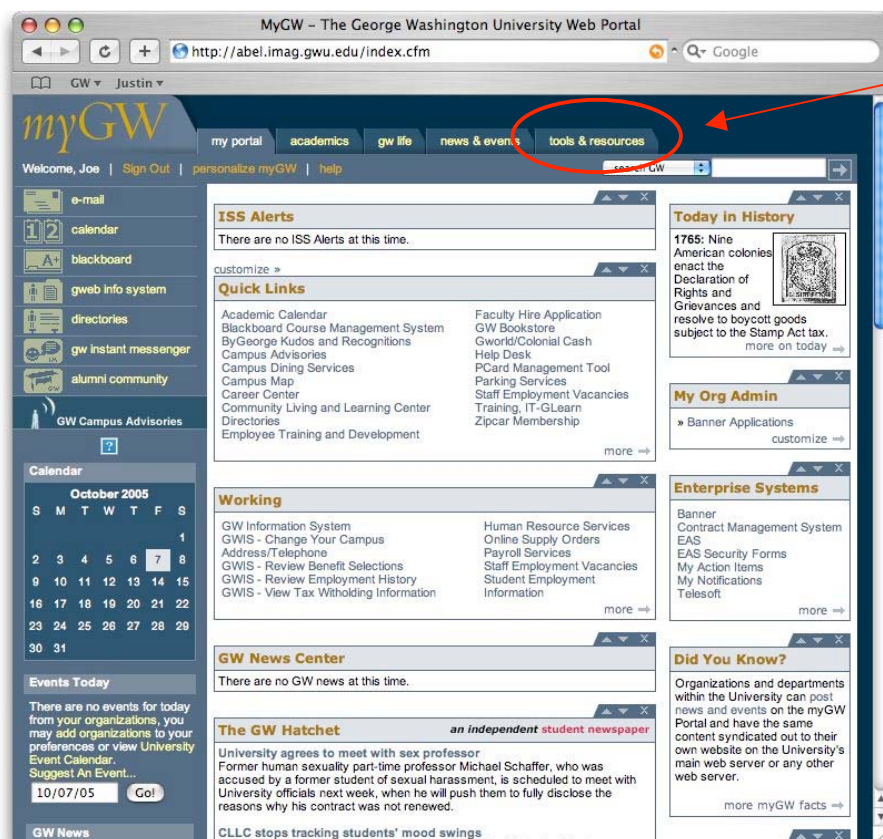 MyGW – The George Washington University Web Portal
http://abel.imag.gwu.edu/index.cfm
Google
GW Justin
myGW
my portal academics gw life news & events tools & resources
Welcome, Joe | Sign Out | personalize myGW | help
search GW
e-mail
12 calendar
A+ blackboard
gweb info system
directories
gw instant messenger
alumni community
GW Campus Advisories
?
Calendar
October 2005
S M T W T F S
1
2 3 4 5 6 7 8
9 10 11 12 13 14 15
16 17 18 19 20 21 22
23 24 25 26 27 28 29
30 31
Events Today
There are no events for today
from your organizations, you
may add organizations to your
preferences or view University
Event Calendar.
Suggest An Event...
10/07/05 Go!
GW News
ISS Alerts
There are no ISS Alerts at this time.
customize »
Quick Links
Academic Calendar
Blackboard Course Management System
ByGeorge Kudos and Recognitions
Campus Advisories
Campus Dining Services
Campus Map
Career Center
Community Living and Learning Center
Directories
Employee Training and Development
Faculty Hire Application
GW Bookstore
Gworld/Colonial Cash
Help Desk
PCard Management Tool
Parking Services
Staff Employment Vacancies
Training, IT-GLearn
Zipcar Membership
more
Working
GW Information System
GWIS - Change Your Campus
Address/Telephone
GWIS - Review Benefit Selections
GWIS - Review Employment History
GWIS - View Tax Witholding Information
Human Resource Services
Online Supply Orders
Payroll Services
Staff Employment Vacancies
Student Employment
Information
more
GW News Center
There are no GW news at this time.
The GW Hatchet an independent student newspaper
University agrees to meet with sex professor
Former human sexuality part-time professor Michael Schaffer, who was
accused by a former student of sexual harassment, is scheduled to meet with
University officials next week, when he will push them to fully disclose the
reasons why his contract was not renewed.
CLLC stops tracking students' mood swings
Today in History
1765: Nine
American colonies
enact the
Declaration of
Rights and
Grievances and
resolve to boycott goods
subject to the Stamp Act tax.
more on today
My Org Admin
» Banner Applications
customize
Enterprise Systems
Banner
Contract Management System
EAS
EAS Security Forms
My Action Items
My Notifications
Telesoft
more
Did You Know?
Organizations and departments
within the University can post
news and events on the myGW
Portal and have the same
content syndicated out to their
own website on the University's
main web server or any other
web server.
more myGW facts